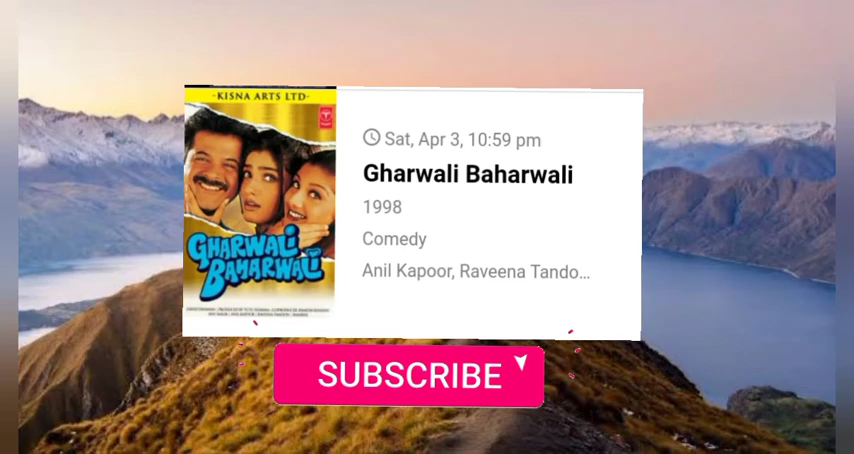 -KISNA ARTS LTD-
GHARWALI
BAHARWALI
Sat, Apr 3, 10:59 pm
Gharwali Baharwali
1998
Comedy
Anil Kapoor, Raveena Tando...
SUBSCRIBE